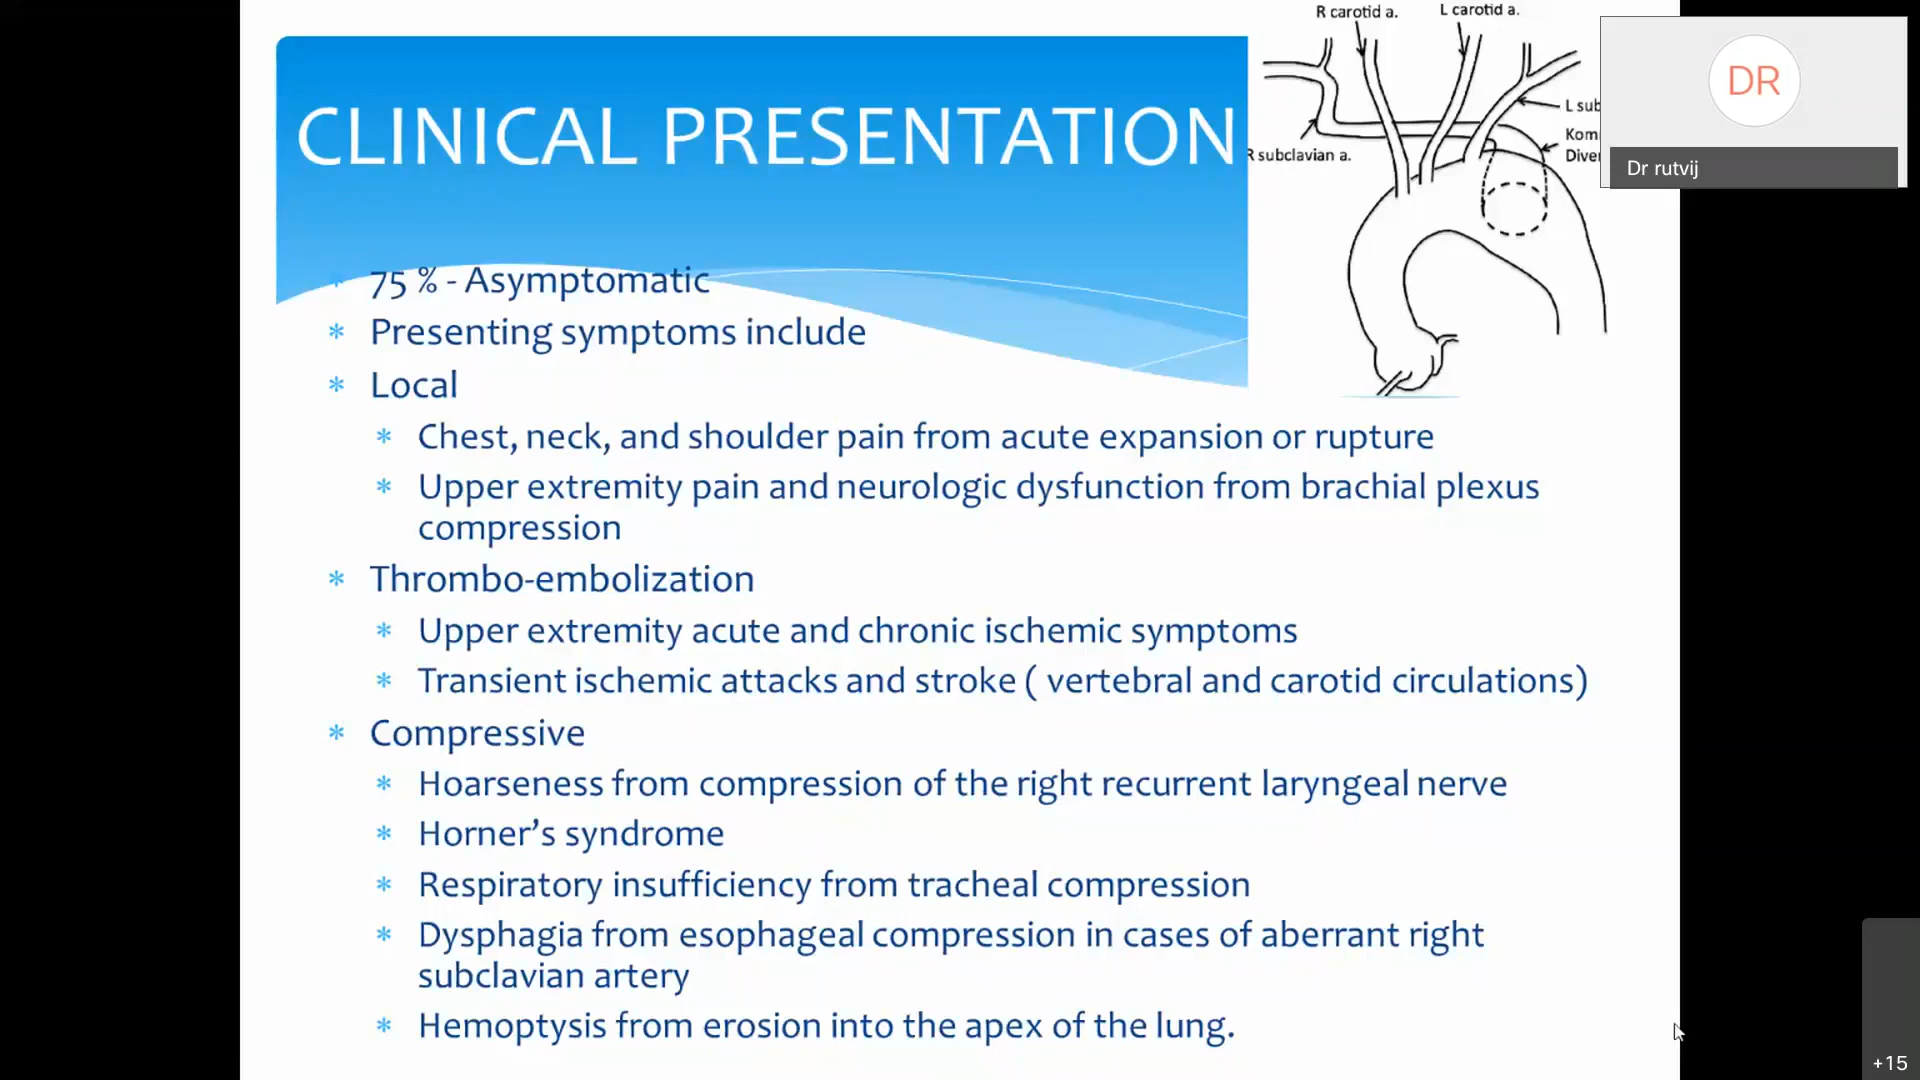 R carotid a.
L carotid a.
DR
CLINICAL PRESENTATION
L sub
R subclavian a.
Kom
Dive
Dr rutvij
75 % - Asymptomatic
* Presenting symptoms include
* Local
* Chest, neck, and shoulder pain from acute expansion or rupture
* Upper extremity pain and neurologic dysfunction from brachial plexus
compression
* Thrombo-embolization
* Upper extremity acute and chronic ischemic symptoms
* Transient ischemic attacks and stroke ( vertebral and carotid circulations)
* Compressive
* Hoarseness from compression of the right recurrent laryngeal nerve
* Horner’s syndrome
* Respiratory insufficiency from tracheal compression
* Dysphagia from esophageal compression in cases of aberrant right
subclavian artery
* Hemoptysis from erosion into the apex of the lung.
+15